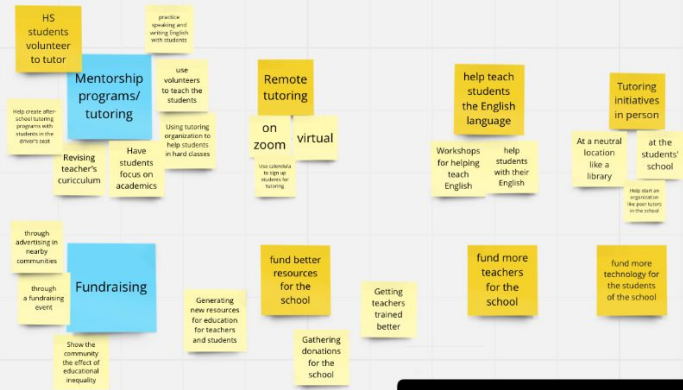 HS
students
volunteer
to tutor
practice
speaking and
writing English
with students
Mentorship
programs/
tutoring
use
volunteers
to teach the
students
Help create after-
school tutoring
programs with
students in the
driver's seat
Using tutoring
organization to
help students
in hard classes
Revising
teacher's
curicculum
Have
students
focus on
academics
Remote
tutoring
on
zoom
virtual
Use calendula
to sign up
students for
tutoring
help teach
students
the English
language
Workshops
for helping
teach
English
help
students
with their
English
Tutoring
initiatives
in person
At a neutral
location
like a
library
at the
students'
school
Help start an
organization
like peer tutors
in the school
through
advertising in
nearby
communities
through
a fundraising
event
Fundraising
Show the
community
the effect of
educational
inequality
Generating
new resources
for education
for teachers
and students
fund better
resources
for the
school
Gathering
donations
for the
school
Getting
teachers
trained
better
fund more
teachers
for the
school
fund more
technology for
the students
of the school